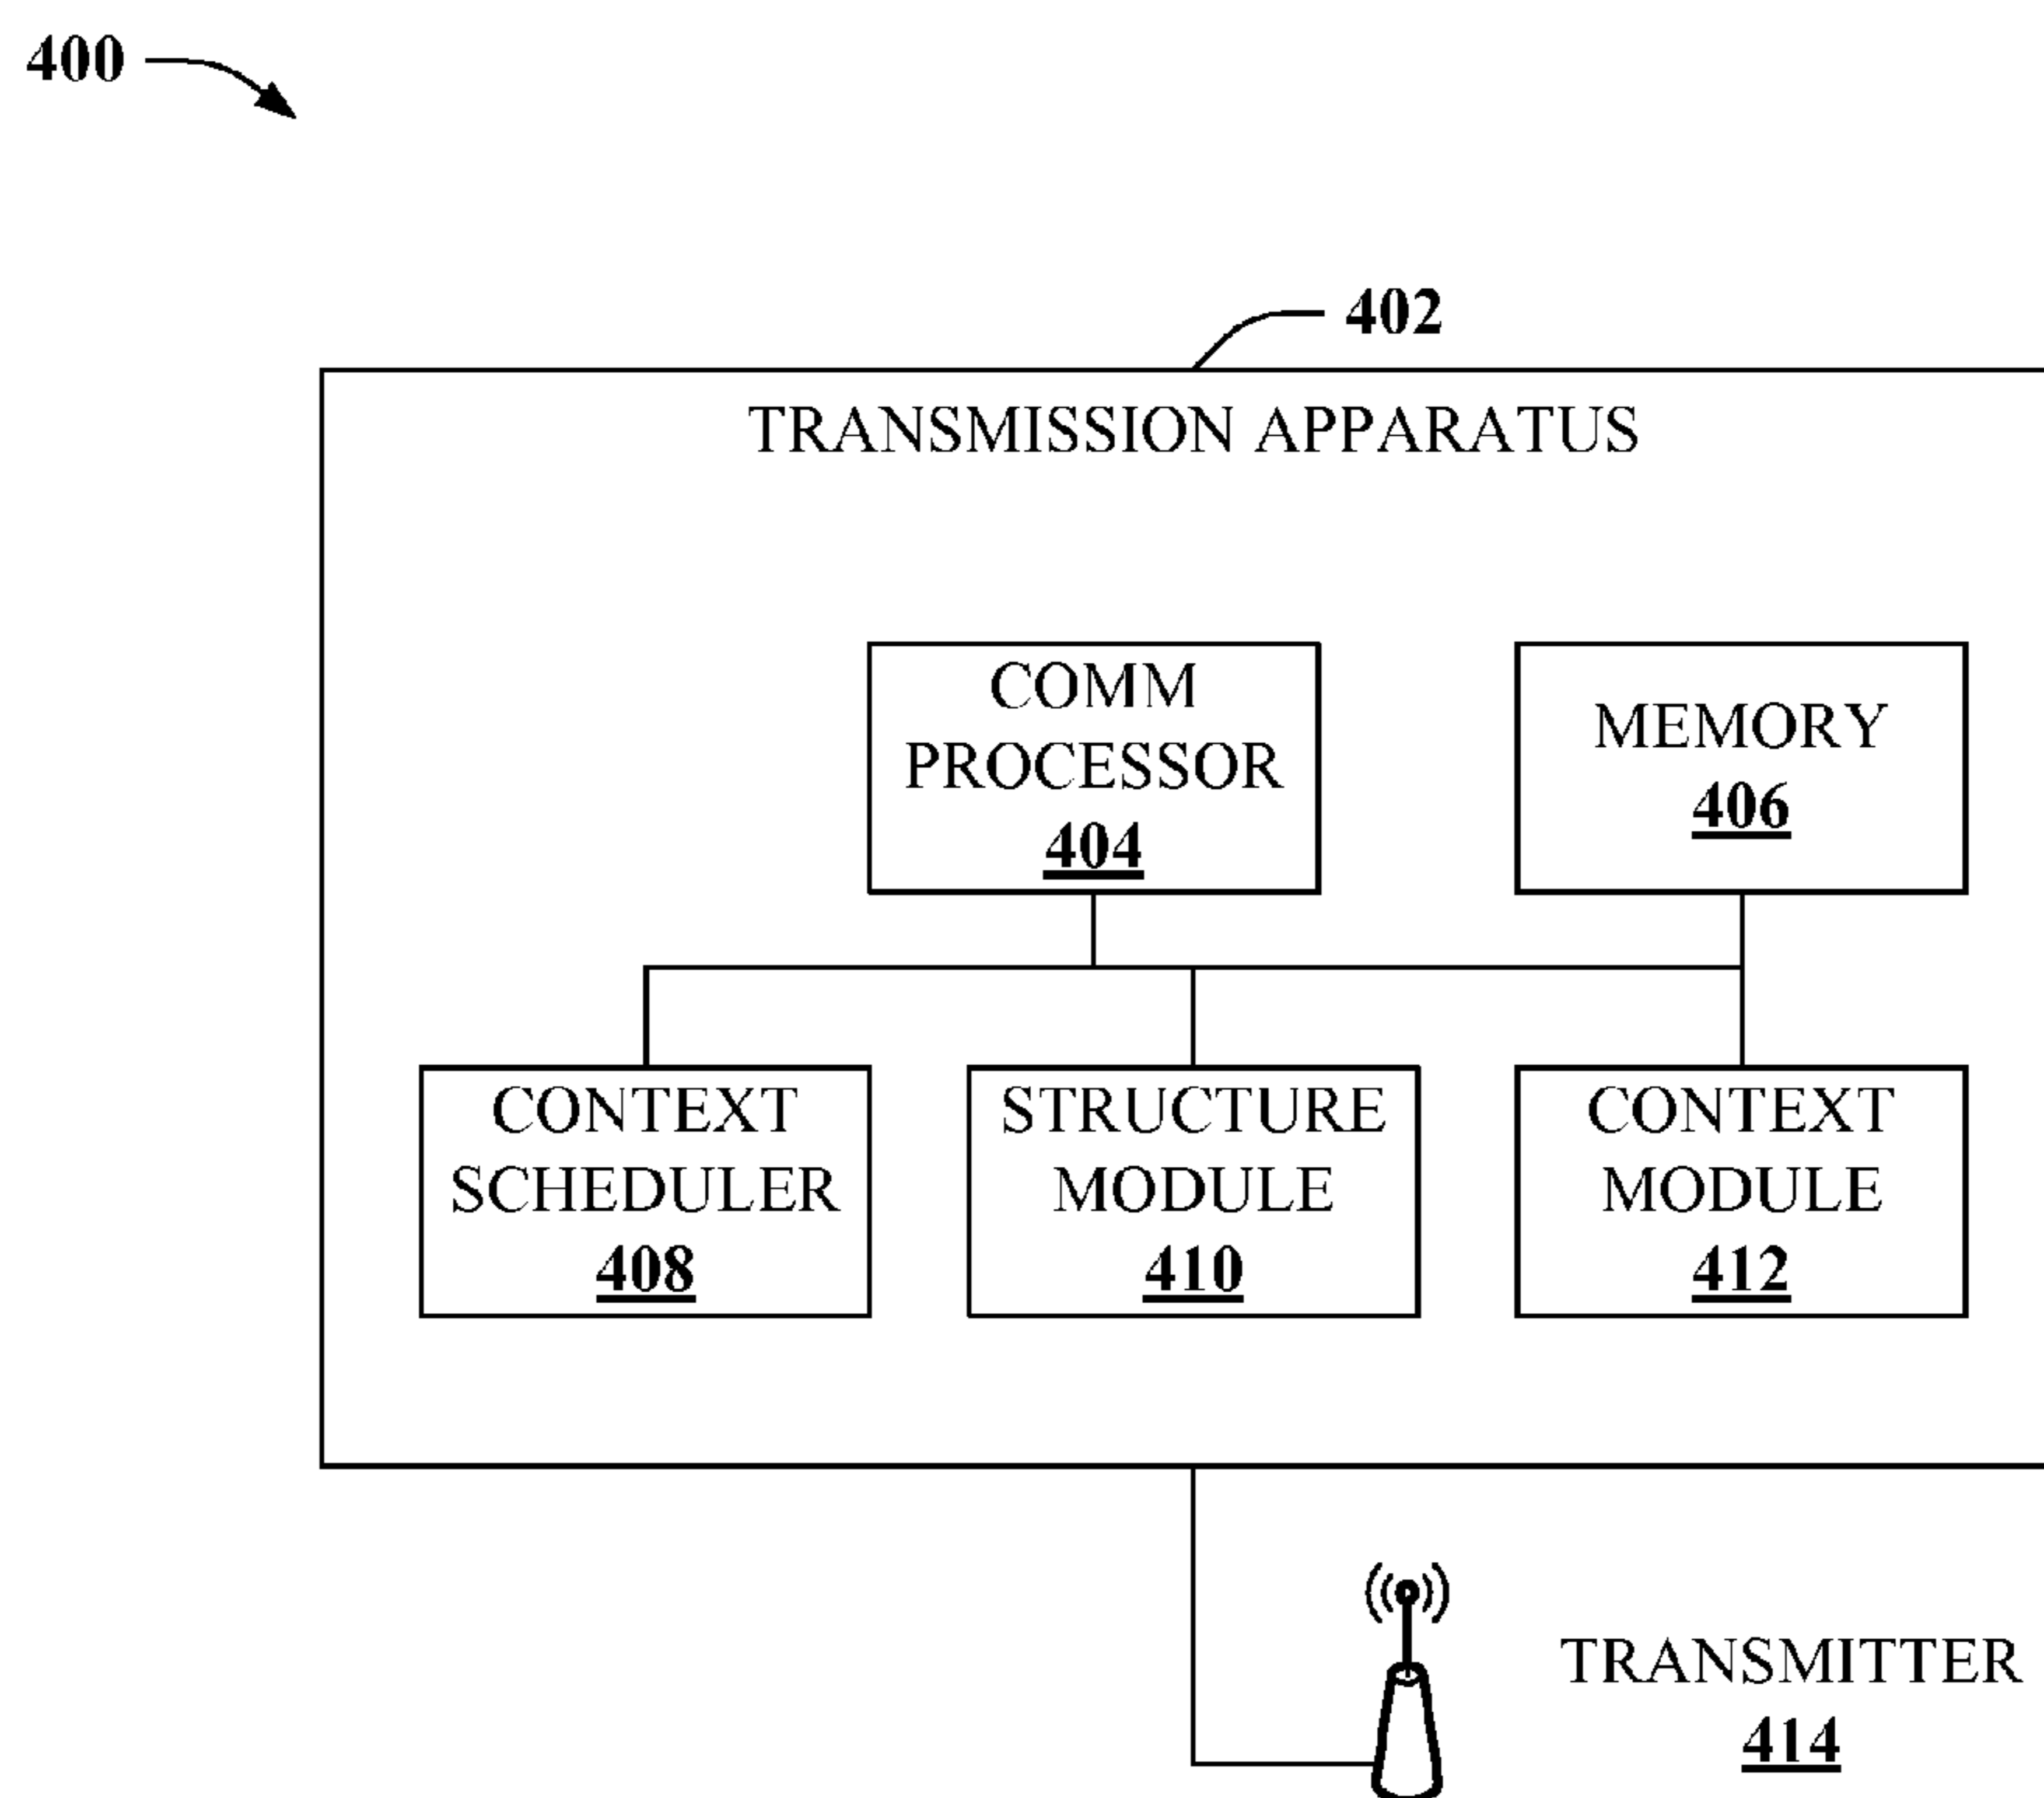 400
402
TRANSMISSION APPARATUS
COMM
PROCESSOR
404
MEMORY
406
CONTEXT
SCHEDULER
408
STRUCTURE
MODULE
410
CONTEXT
MODULE
412
TRANSMITTER
414